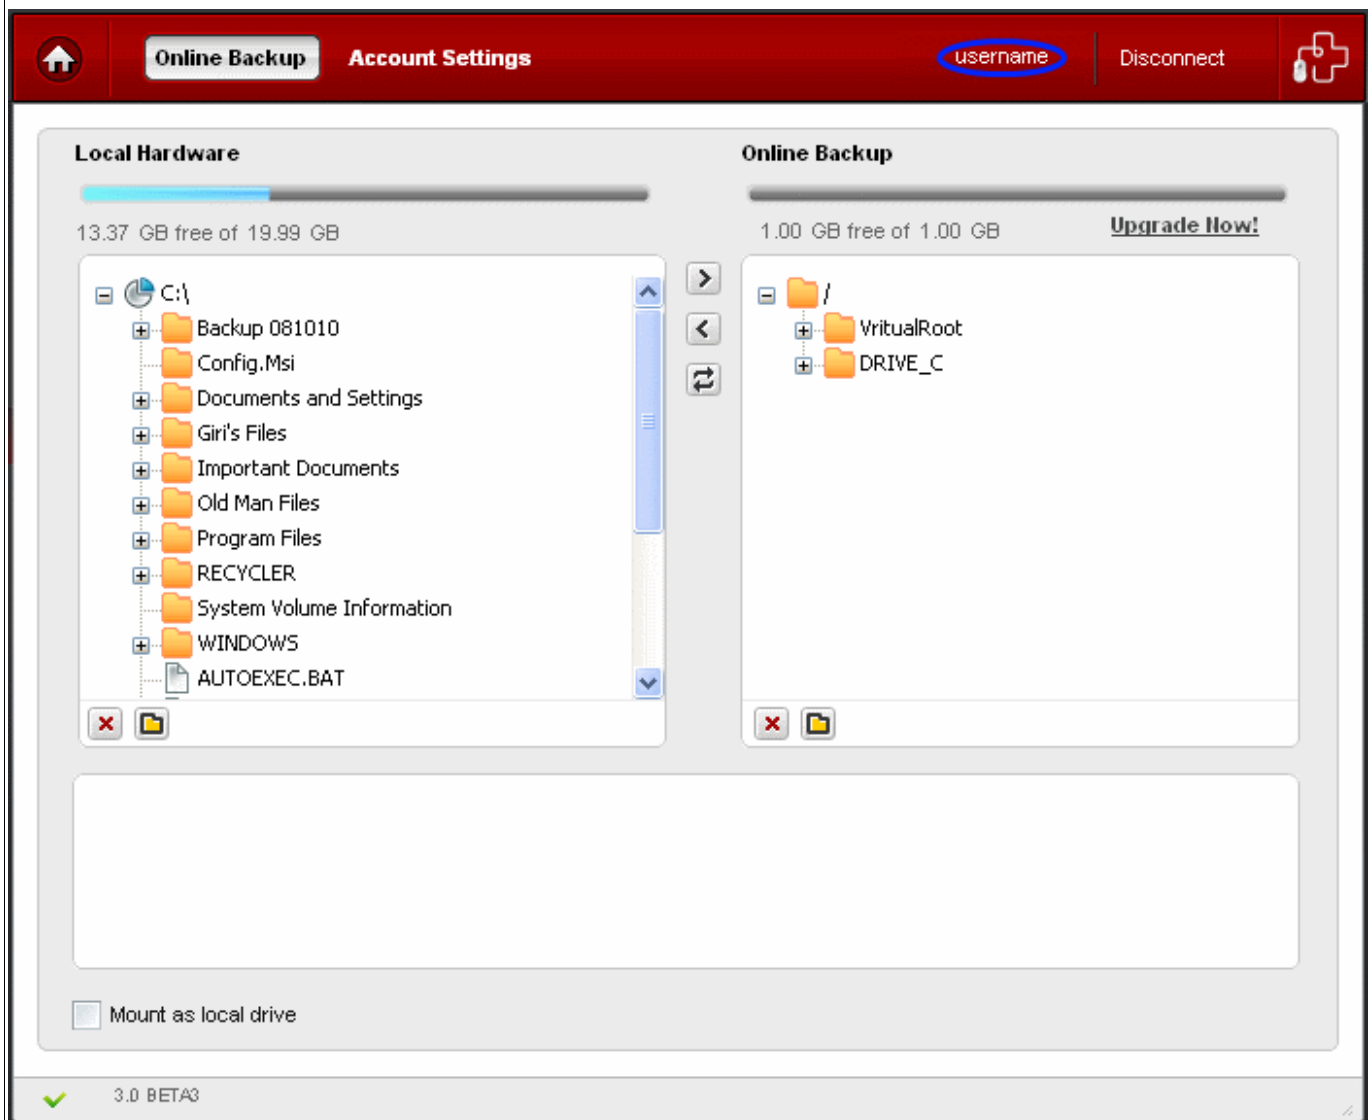 Online Backup Account Settings username Disconnect
Local Hardware
13.37 GB free of 19.99 GB
C:\
Backup 081010
Config.Msi
Documents and Settings
Giri's Files
Important Documents
Old Man Files
Program Files
RECYCLER
System Volume Information
WINDOWS
AUTOEXEC.BAT
Online Backup
1.00 GB free of 1.00 GB
Upgrade Now!
/
VritualRoot
DRIVE_C
Mount as local drive
3.0 BETA3